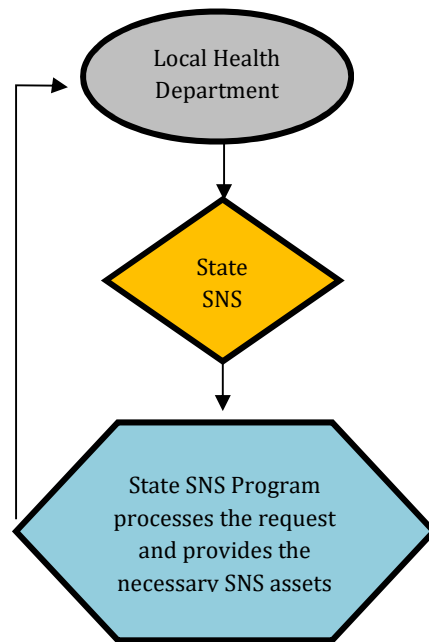 Local Health
Department
State
SNS
State SNS Program
processes the request
and provides the
necessary SNS assets